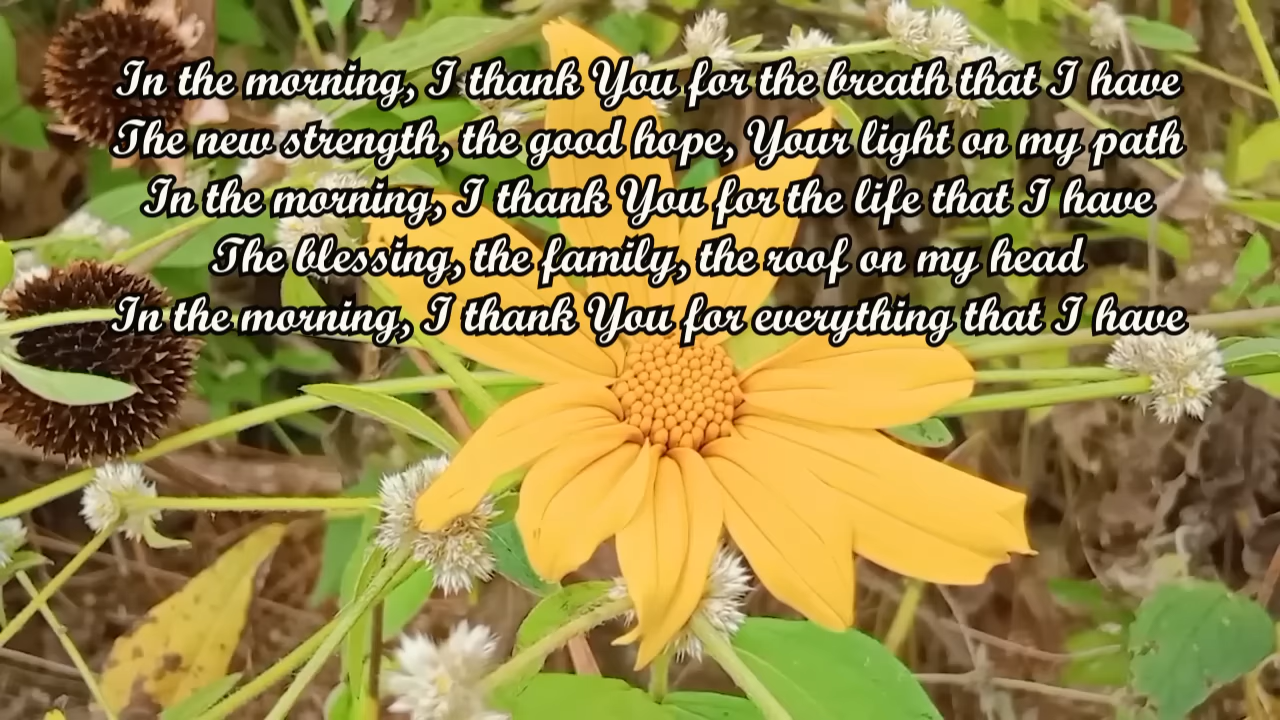 In the morning, I thank You for the breath that I have
The new strength, the good hope, Your light on my path
In the morning, I thank You for the life that I have
The blessing, the family, the roof on my head
In the morning, I thank You for everything that I have